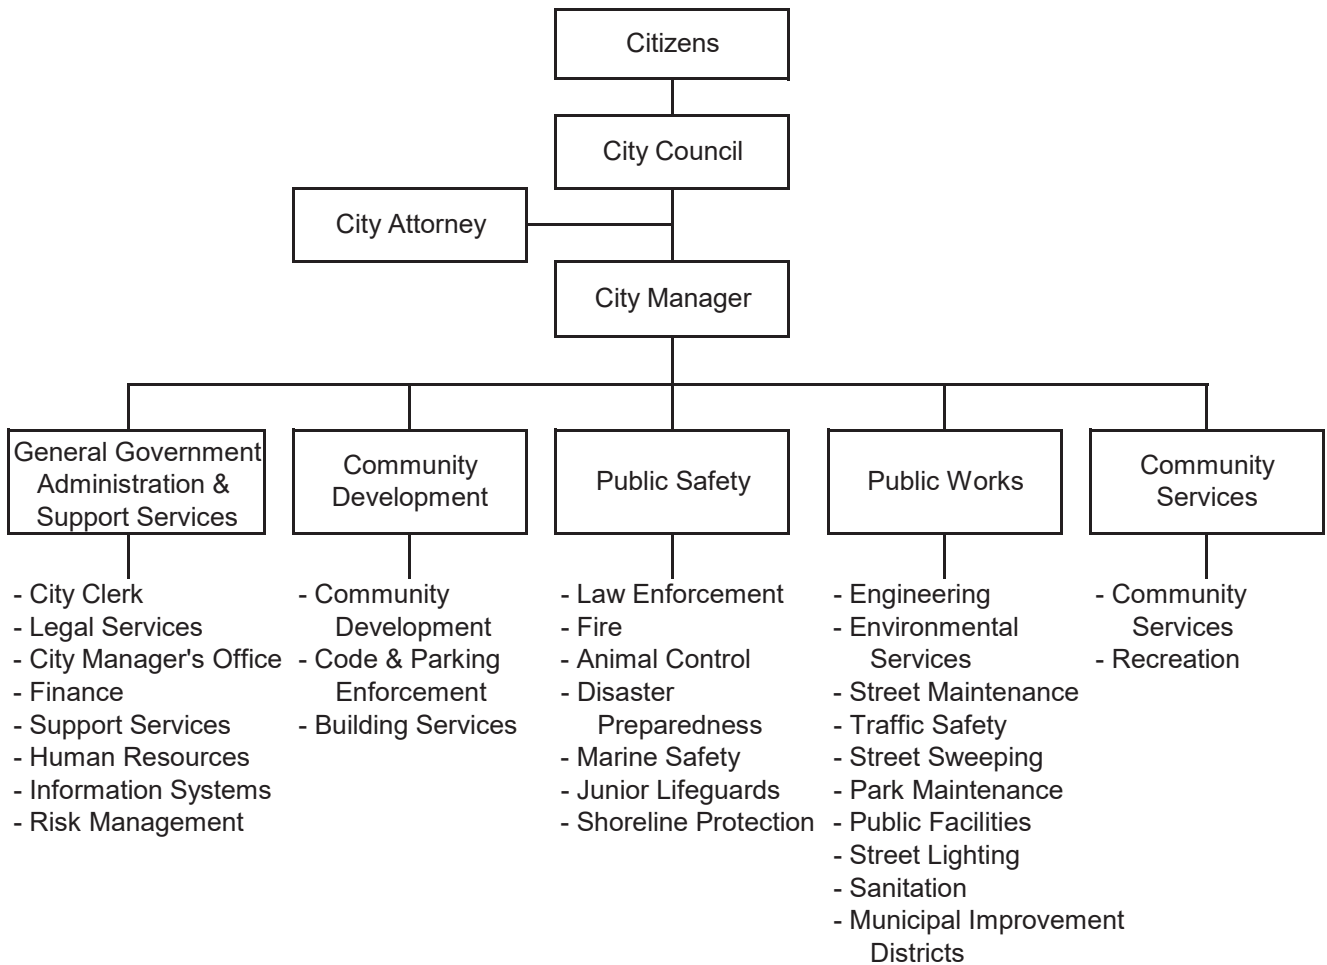 Citizens
City Council
City Attorney
City Manager
General Government
Administration &
Support Services
Community
Development
Public Safety
Public Works
Community
Services
- City Clerk
- Legal Services
- City Manager's Office
- Finance
- Support Services
- Human Resources
- Information Systems
- Risk Management
- Community
Development
- Code & Parking
Enforcement
- Building Services
- Law Enforcement
- Fire
- Animal Control
- Disaster
Preparedness
- Marine Safety
- Junior Lifeguards
- Shoreline Protection
- Engineering
- Environmental
Services
- Street Maintenance
- Traffic Safety
- Street Sweeping
- Park Maintenance
- Public Facilities
- Street Lighting
- Sanitation
- Municipal Improvement
Districts
- Community
Services
- Recreation